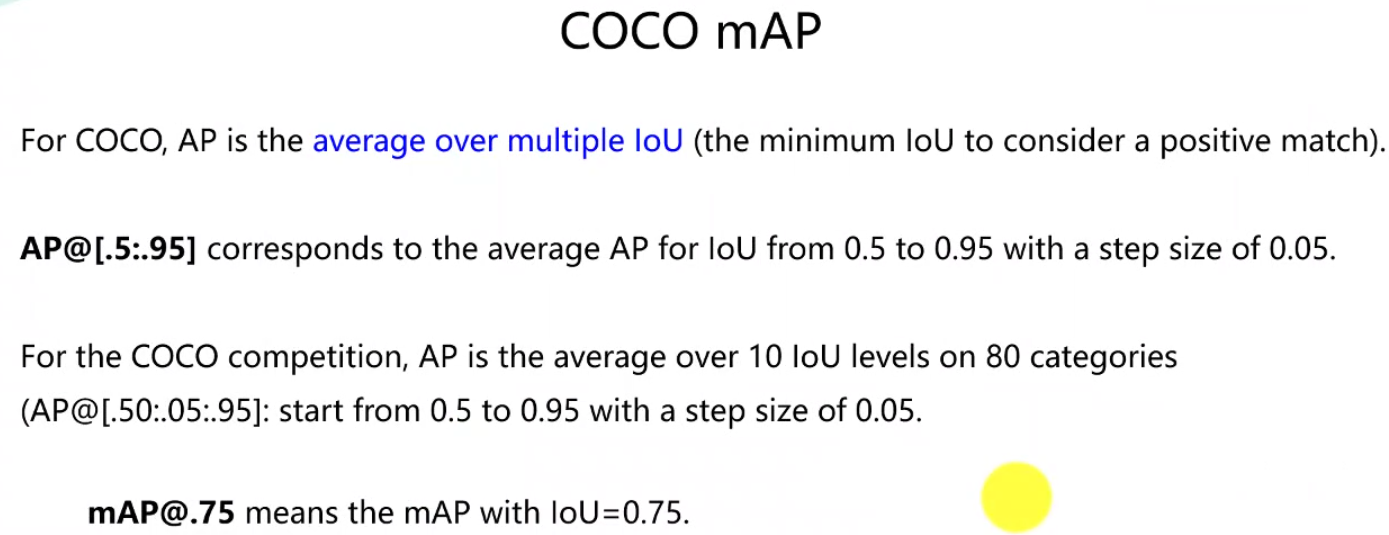 COCO mAP
For COCO, AP is the average over multiple IoU (the minimum IoU to consider a positive match).
AP@[.5:.95] corresponds to the average AP for IoU from 0.5 to 0.95 with a step size of 0.05.
For the COCO competition, AP is the average over 10 IoU levels on 80 categories
(AP@[.50:.05:.95]: start from 0.5 to 0.95 with a step size of 0.05.
mAP@.75 means the mAP with IoU=0.75.